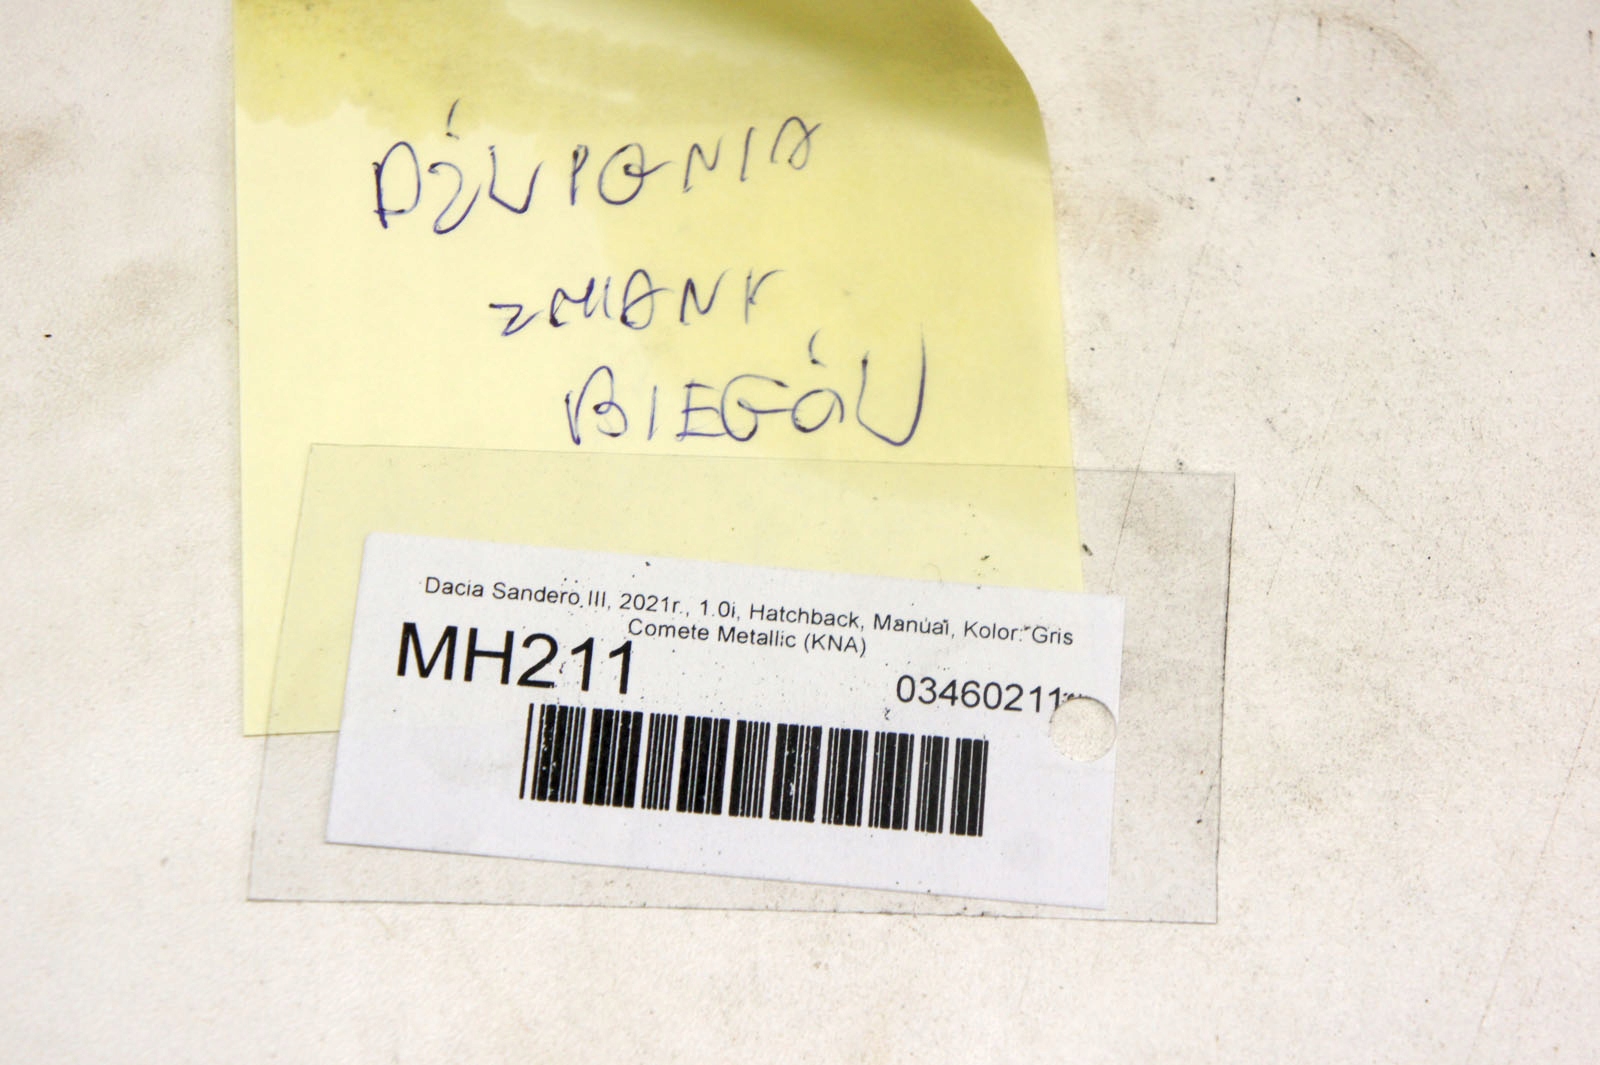 DŹWIGNIA
ZMIANY
BIEGÓW
Dacia Sandero III, 2021r., 1.0i, Hatchback, Manual, Kolor: Gris
Comete Metallic (KNA)
MH211
03460211